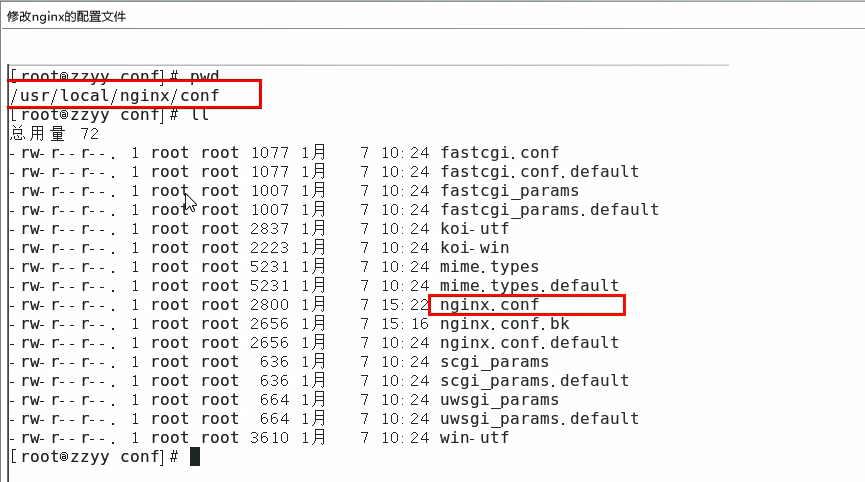 修改nginx的配置文件
[root@zzyy conf]# pwd
/usr/local/nginx/conf
[root@zzyy conf]# ll
总用量 72
-rw-r--r--. 1 root root 1077 1月   7 10:24 fastcgi.conf
-rw-r--r--. 1 root root 1077 1月   7 10:24 fastcgi.conf.default
-rw-r--r--. 1 root root 1007 1月   7 10:24 fastcgi_params
-rw-r--r--. 1 root root 1007 1月   7 10:24 fastcgi_params.default
-rw-r--r--. 1 root root 2837 1月   7 10:24 koi-utf
-rw-r--r--. 1 root root 2223 1月   7 10:24 koi-win
-rw-r--r--. 1 root root 5231 1月   7 10:24 mime.types
-rw-r--r--. 1 root root 5231 1月   7 10:24 mime.types.default
-rw-r--r--. 1 root root 2800 1月   7 15:22 nginx.conf
-rw-r--r--. 1 root root 2656 1月   7 15:16 nginx.conf.bk
-rw-r--r--. 1 root root 2656 1月   7 10:24 nginx.conf.default
-rw-r--r--. 1 root root  636 1月   7 10:24 scgi_params
-rw-r--r--. 1 root root  636 1月   7 10:24 scgi_params.default
-rw-r--r--. 1 root root  664 1月   7 10:24 uwsgi_params
-rw-r--r--. 1 root root  664 1月   7 10:24 uwsgi_params.default
-rw-r--r--. 1 root root 3610 1月   7 10:24 win-utf
[root@zzyy conf]#